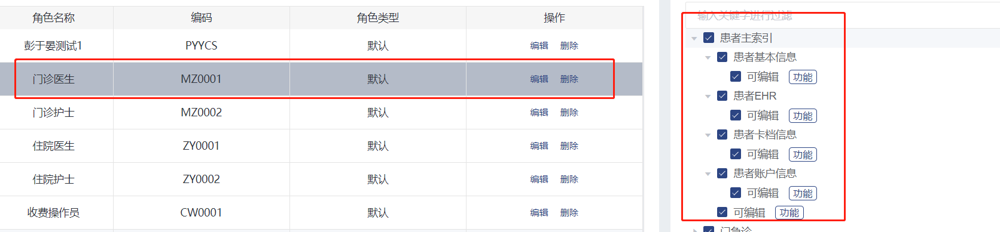 角色名称 编码 角色类型 操作
彭于晏测试1 PYYCS 默认 编辑 删除
门诊医生 MZ0001 默认 编辑 删除
门诊护士 MZ0002 默认 编辑 删除
住院医生 ZY0001 默认 编辑 删除
住院护士 ZY0002 默认 编辑 删除
收费操作员 CW0001 默认 编辑 删除
输入关键字进行过滤
患者主索引
患者基本信息
可编辑 功能
患者EHR
可编辑 功能
患者卡档信息
可编辑 功能
患者账户信息
可编辑 功能
可编辑 功能
门急诊